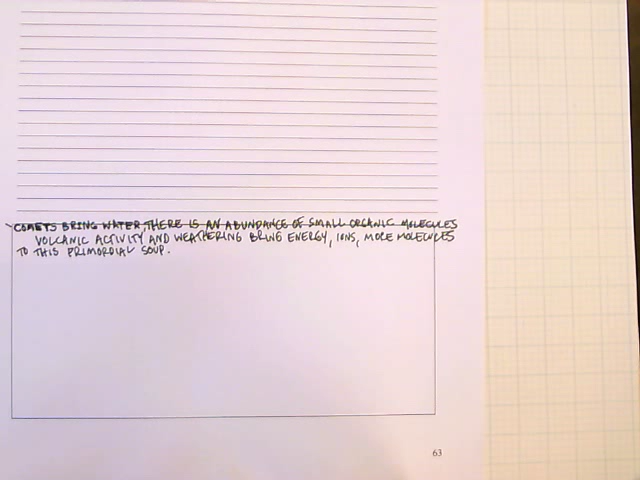 COMETS BRING WATER, THERE IS AN ABUNDANCE OF SMALL ORGANIC MOLECULES
VOLCANIC ACTIVITY AND WEATHERING BRING ENERGY, IONS, MORE MOLECULES
TO THIS PRIMORDIAL SOUP.
63